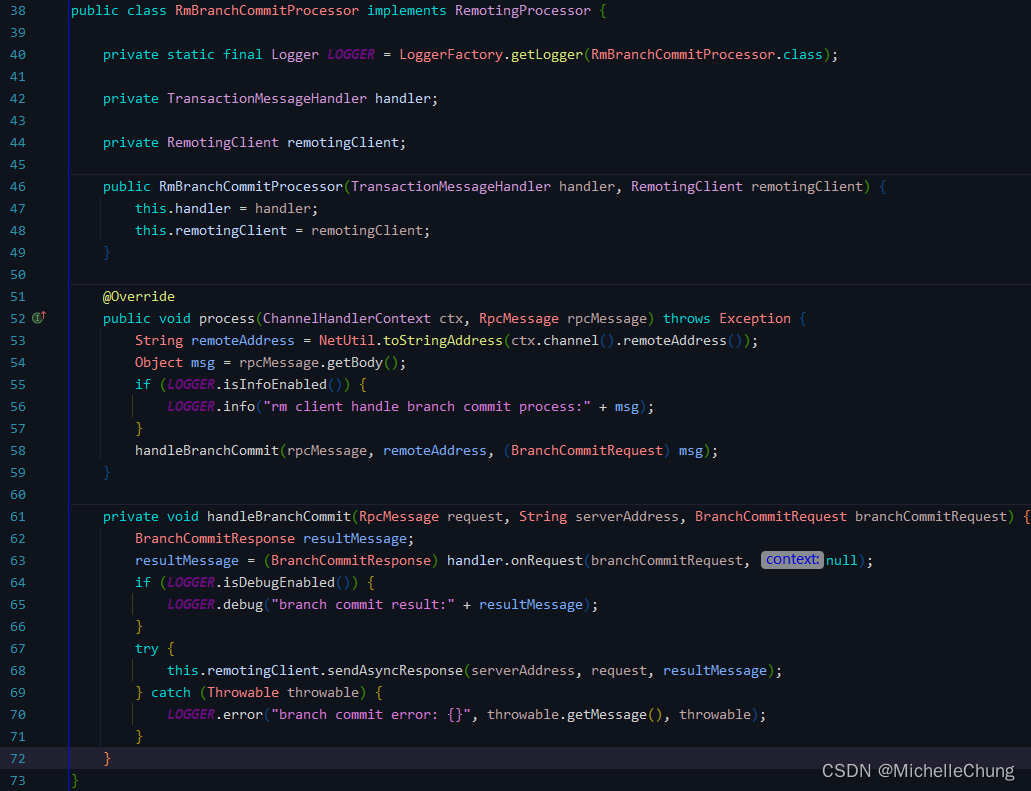 38 public class RmBranchCommitProcessor implements RemotingProcessor {
39
40     private static final Logger LOGGER = LoggerFactory.getLogger(RmBranchCommitProcessor.class);
41
42     private TransactionMessageHandler handler;
43
44     private RemotingClient remotingClient;
45
46     public RmBranchCommitProcessor(TransactionMessageHandler handler, RemotingClient remotingClient) {
47         this.handler = handler;
48         this.remotingClient = remotingClient;
49     }
50
51     @Override
52     public void process(ChannelHandlerContext ctx, RpcMessage rpcMessage) throws Exception {
53         String remoteAddress = NetUtil.toStringAddress(ctx.channel().remoteAddress());
54         Object msg = rpcMessage.getBody();
55         if (LOGGER.isInfoEnabled()) {
56             LOGGER.info("rm client handle branch commit process:" + msg);
57         }
58         handleBranchCommit(rpcMessage, remoteAddress, (BranchCommitRequest) msg);
59     }
60
61     private void handleBranchCommit(RpcMessage request, String serverAddress, BranchCommitRequest branchCommitRequest) {
62         BranchCommitResponse resultMessage;
63         resultMessage = (BranchCommitResponse) handler.onRequest(branchCommitRequest, context: null);
64         if (LOGGER.isDebugEnabled()) {
65             LOGGER.debug("branch commit result:" + resultMessage);
66         }
67         try {
68             this.remotingClient.sendAsyncResponse(serverAddress, request, resultMessage);
69         } catch (Throwable throwable) {
70             LOGGER.error("branch commit error: {}", throwable.getMessage(), throwable);
71         }
72     }
73 }
CSDN @MichelleChung